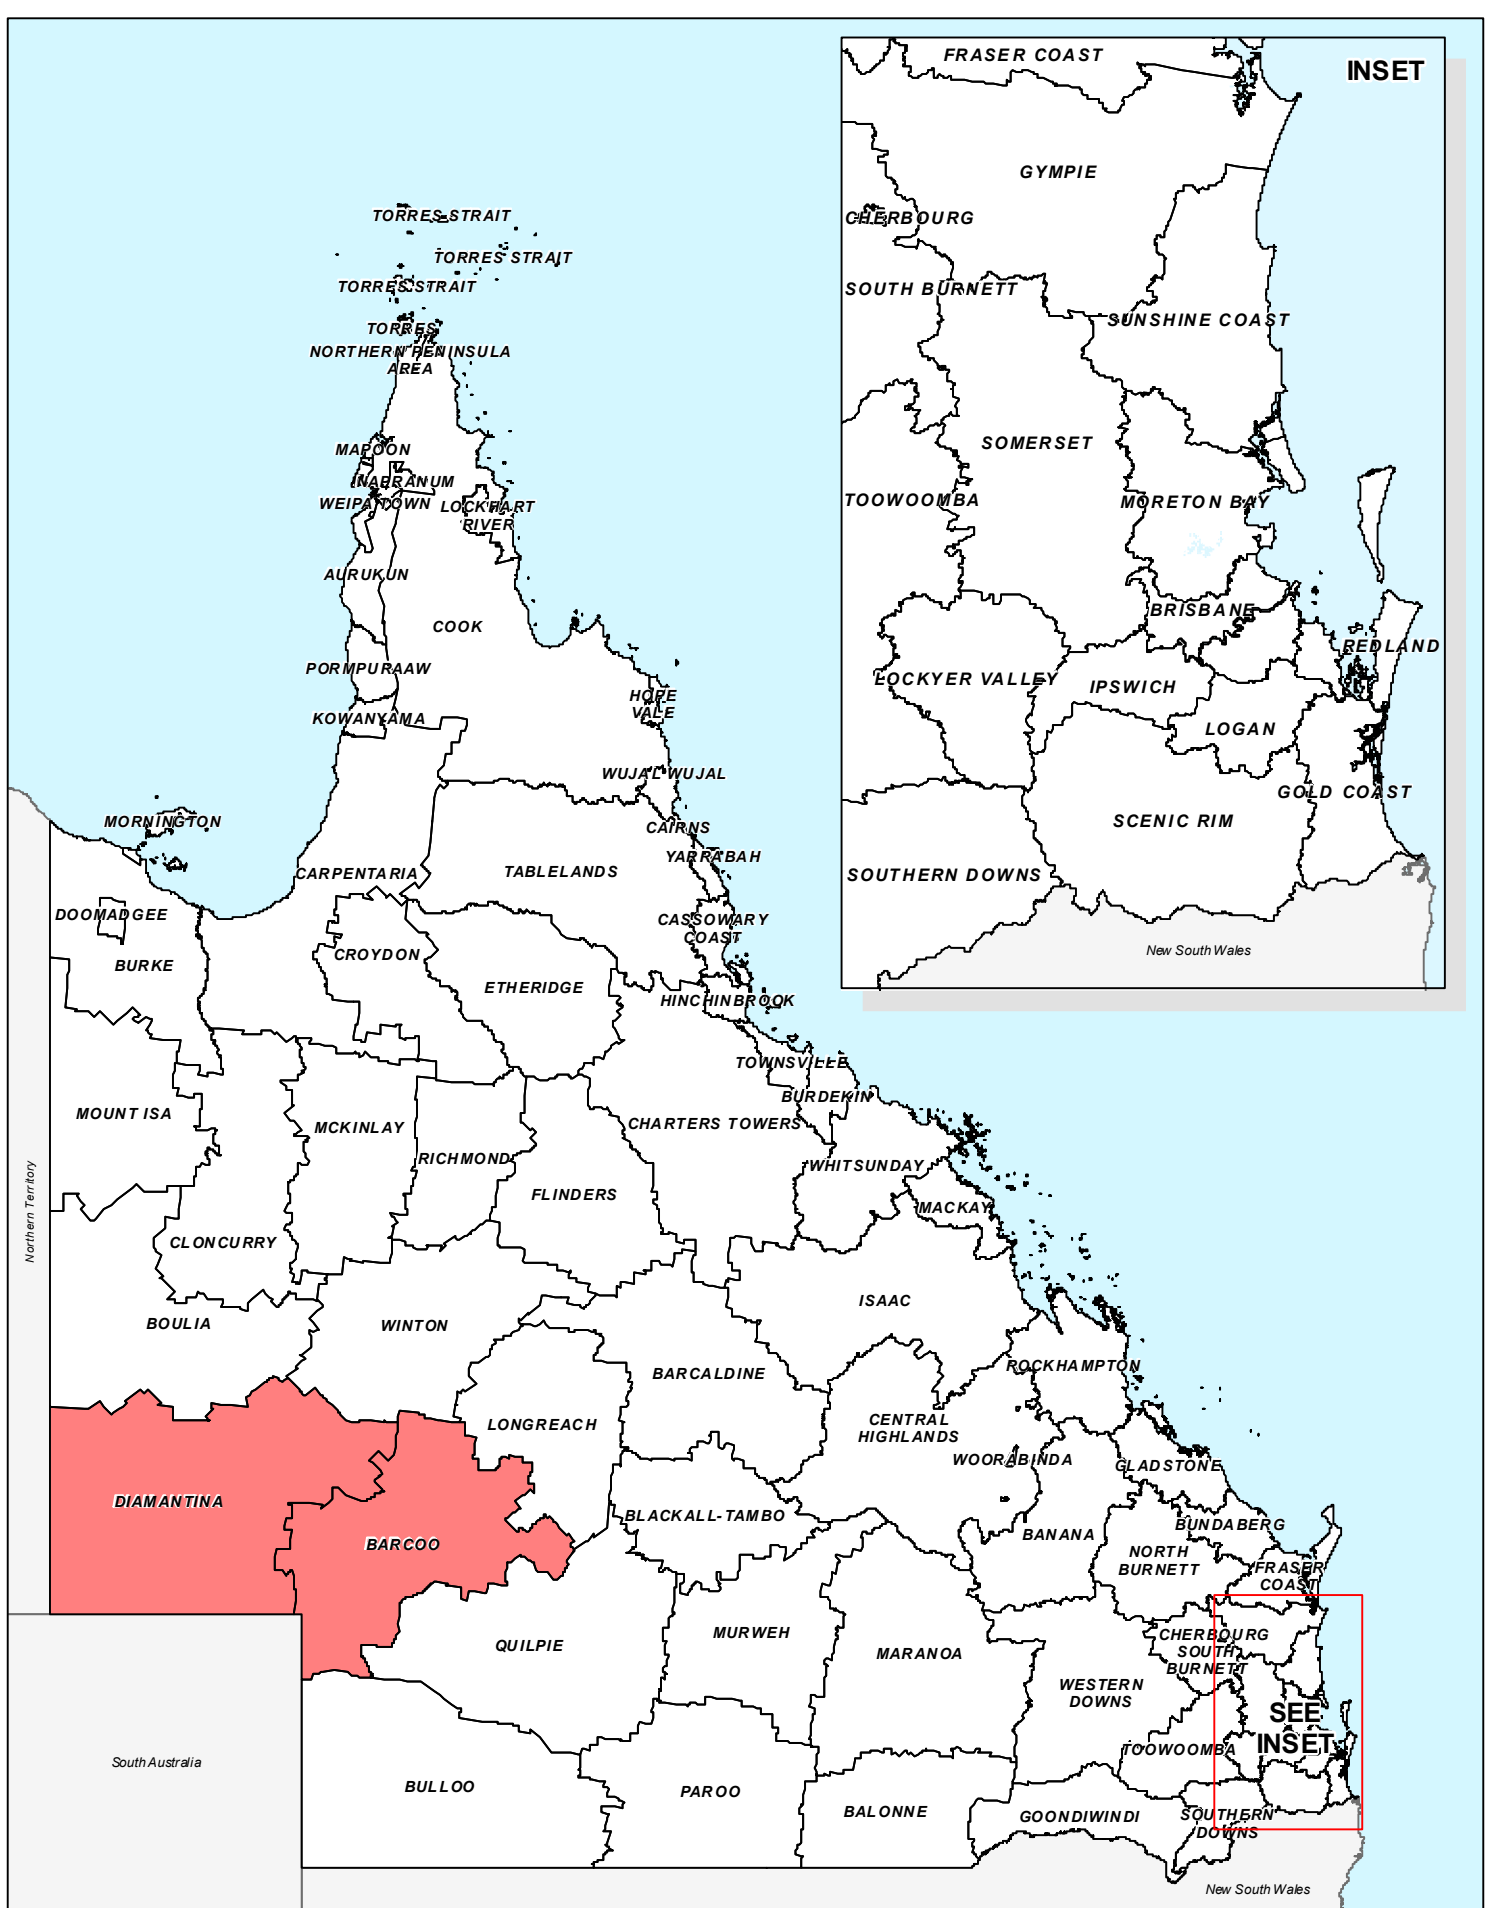 FRASER COAST
INSET
GYMPIE
CHERBOURG
SOUTH BURNETT
SUNSHINE COAST
SOMERSET
TOOWOOMBA
MORETON BAY
BRISBANE
REDLAND
LOCKYER VALLEY
IPSWICH
LOGAN
GOLD COAST
SCENIC RIM
SOUTHERN DOWNS
New South Wales
TORRES STRAIT
TORRES STRAIT
TORRES STRAIT
TORRES
NORTHERN PENINSULA
AREA
MAPOON
NAPRANUM
WEIPA TOWN
LOCKHART
RIVER
AURUKUN
COOK
PORMPURAAW
HOPE
VALE
KOWANYAMA
WUJAL WUJAL
MORNINGTON
CAIRNS
YARRABAH
TABLELANDS
CARPENTARIA
DOOMADGEE
CASSOWARY
COAST
CROYDON
BURKE
ETHERIDGE
HINCHINBROOK
TOWNSVILLE
BURDEKIN
MOUNT ISA
CHARTERS TOWERS
MCKINLAY
RICHMOND
WHITSUNDAY
FLINDERS
MACKAY
Northern Territory
CLONCURRY
ISAAC
BOULIA
WINTON
ROCKHAMPTON
BARCALDINE
LONGREACH
CENTRAL
HIGHLANDS
WOORABINDA
GLADSTONE
DIAMANTINA
BLACKALL-TAMBO
BUNDABERG
BANANA
BARCOO
NORTH
BURNETT
FRASER
COAST
QUILPIE
MURWEH
MARANOA
CHERBOURG
SOUTH
BURNETT
WESTERN
DOWNS
SEE
INSET
TOOWOOMBA
South Australia
BULLOO
PAROO
BALONNE
GOONDIWINDI
SOUTHERN
DOWNS
New South Wales